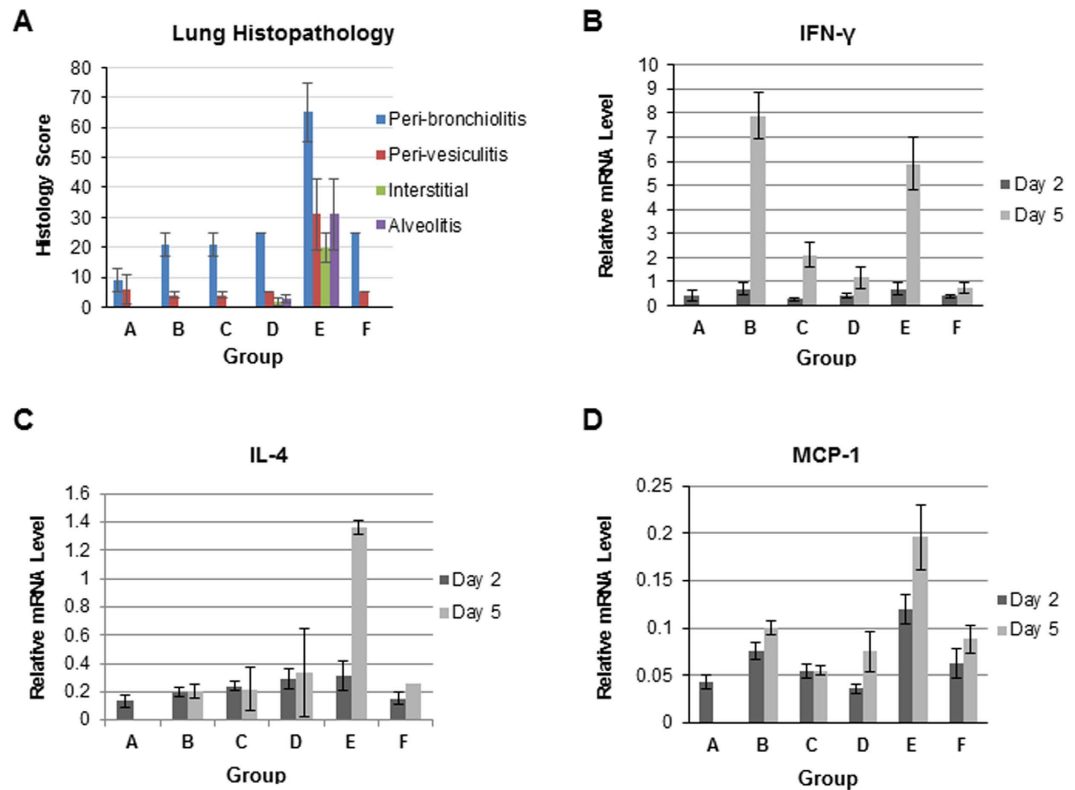 A
Lung Histopathology
Histology Score
80
70
60
50
40
30
20
10
0
A B C D E F
Group
Peri-bronchiolitis
Peri-vesiculitis
Interstitial
Alveolitis
B
IFN-γ
Relative mRNA Level
10
9
8
7
6
5
4
3
2
1
0
A B C D E F
Group
Day 2
Day 5
C
IL-4
Relative mRNA Level
1.6
1.4
1.2
1
0.8
0.6
0.4
0.2
0
A B C D E F
Group
Day 2
Day 5
D
MCP-1
Relative mRNA Level
0.25
0.2
0.15
0.1
0.05
0
A B C D E F
Group
Day 2
Day 5